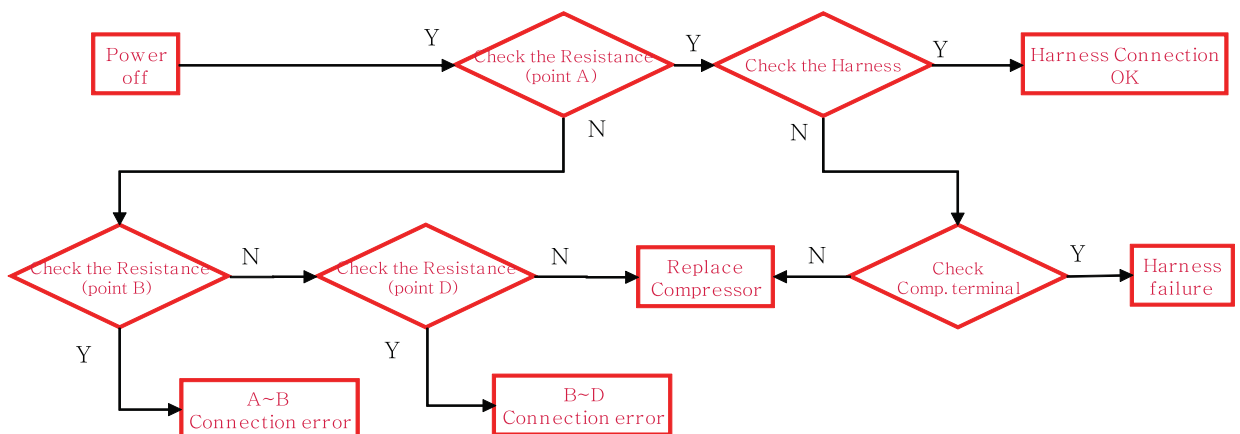 Power
off
Y
Check the Resistance
(point A)
Y
Check the Harness
Y
Harness Connection
OK
N
N
Check the Resistance
(point B)
N
Check the Resistance
(point D)
N
Replace
Compressor
N
Check
Comp. terminal
Y
Harness
failure
Y
A~B
Connection error
Y
B~D
Connection error